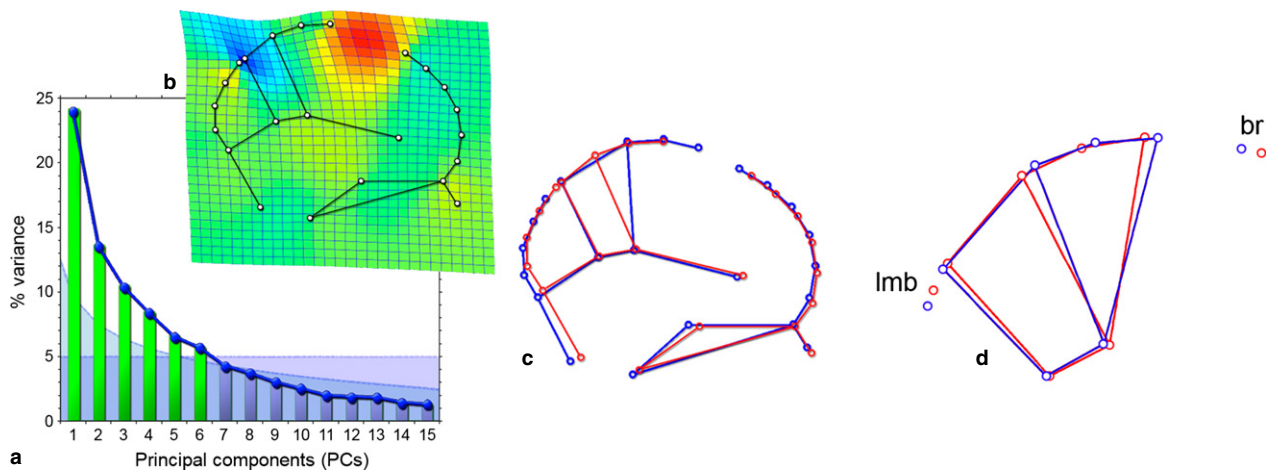 b
25
20
15
10
5
0
% variance
1 2 3 4 5 6 7 8 9 10 11 12 13 14 15
Principal components (PCs)
a
c
br
lmb
d